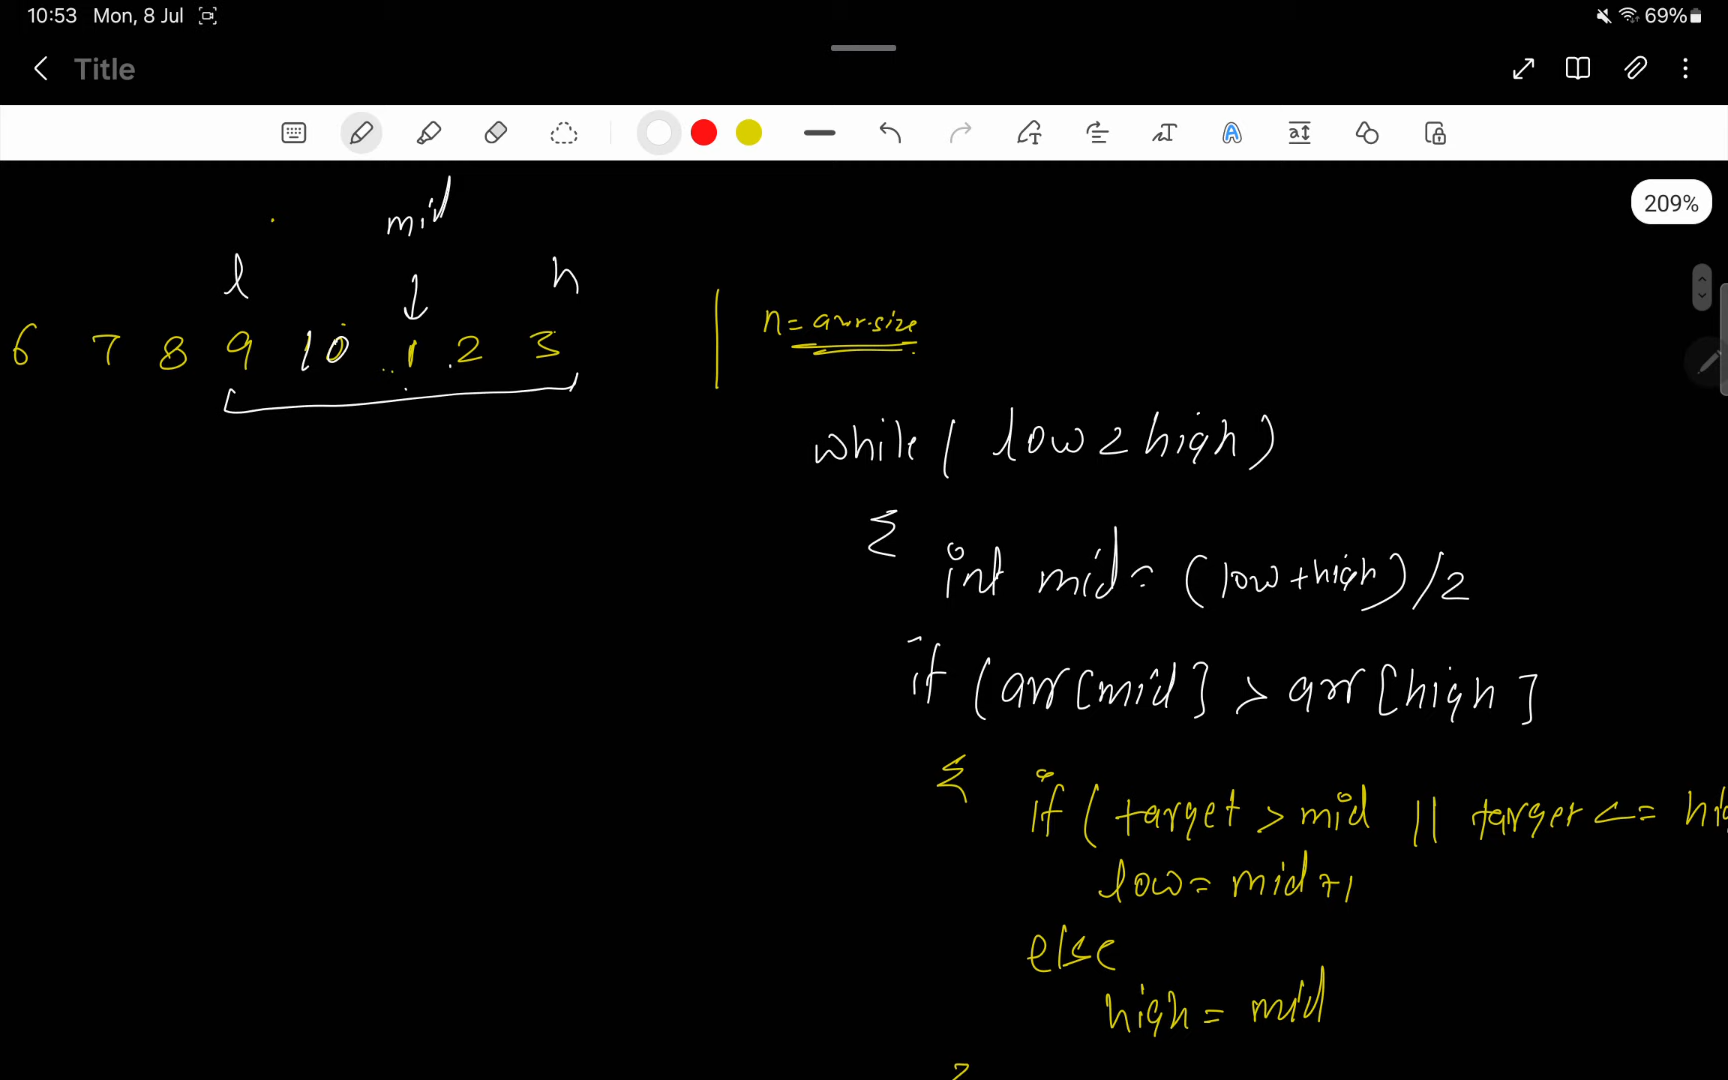 10:53 Mon, 8 Jul 69%
Title
209%
mid
l h
6 7 8 9 10 1 2 3
n = arr.size
while ( low < high )
{
int mid = (low + high) / 2
if (arr [mid] > arr [high]
{ if ( target > mid || target <= hig
low = mid +1
else
high = mid